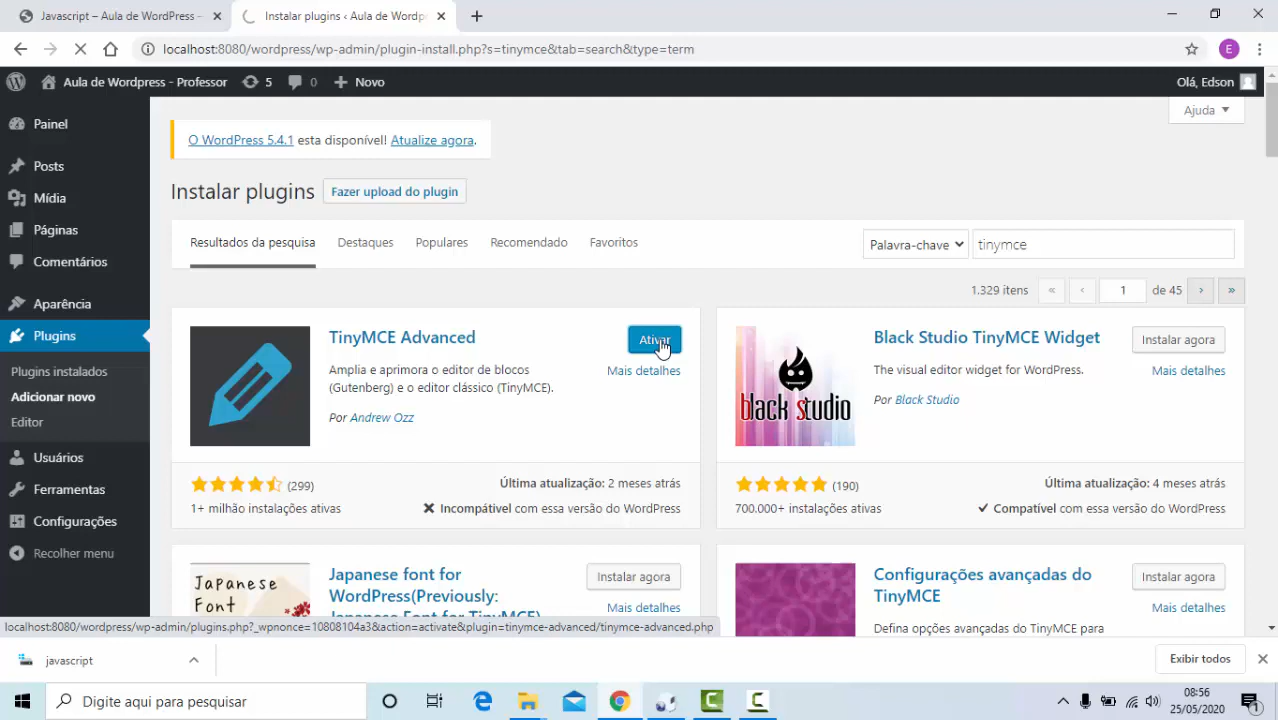 Javascript - Aula de Wordpress -
Instalar plugins ‹ Aula de Wordpr
localhost:8080/wordpress/wp-admin/plugin-install.php?s=tinymce&tab=search&type=term
E
Aula de Wordpress - Professor
5
0
Novo
Olá, Edson
Ajuda
Painel
Posts
Mídia
Páginas
Comentários
Aparência
Plugins
Plugins instalados
Adicionar novo
Editor
Usuários
Ferramentas
Configurações
Recolher menu
O WordPress 5.4.1 esta disponível! Atualize agora.
Instalar plugins
Fazer upload do plugin
Resultados da pesquisa
Destaques
Populares
Recomendado
Favoritos
Palavra-chave
tinymce
1.329 itens
«
‹
1
de 45
›
»
TinyMCE Advanced
Ativar
Mais detalhes
Amplia e aprimora o editor de blocos
(Gutenberg) e o editor clássico (TinyMCE).
Por Andrew Ozz
(299)
Última atualização: 2 meses atrás
1+ milhão instalações ativas
Incompatível com essa versão do WordPress
black studio
Black Studio TinyMCE Widget
Instalar agora
Mais detalhes
The visual editor widget for WordPress.
Por Black Studio
(190)
Última atualização: 4 meses atrás
700.000+ instalações ativas
Compatível com essa versão do WordPress
Japanese
Font
Japanese font for
WordPress(Previously:
Japanese Font for TinyMCE)
Instalar agora
Mais detalhes
Configurações avançadas do
TinyMCE
Instalar agora
Mais detalhes
Defina opções avançadas do TinyMCE para
localhost:8080/wordpress/wp-admin/plugins.php?_wpnonce=10808104a3&action=activate&plugin=tinymce-advanced/tinymce-advanced.php
javascript
Exibir todos
Digite aqui para pesquisar
08:56
25/05/2020
1